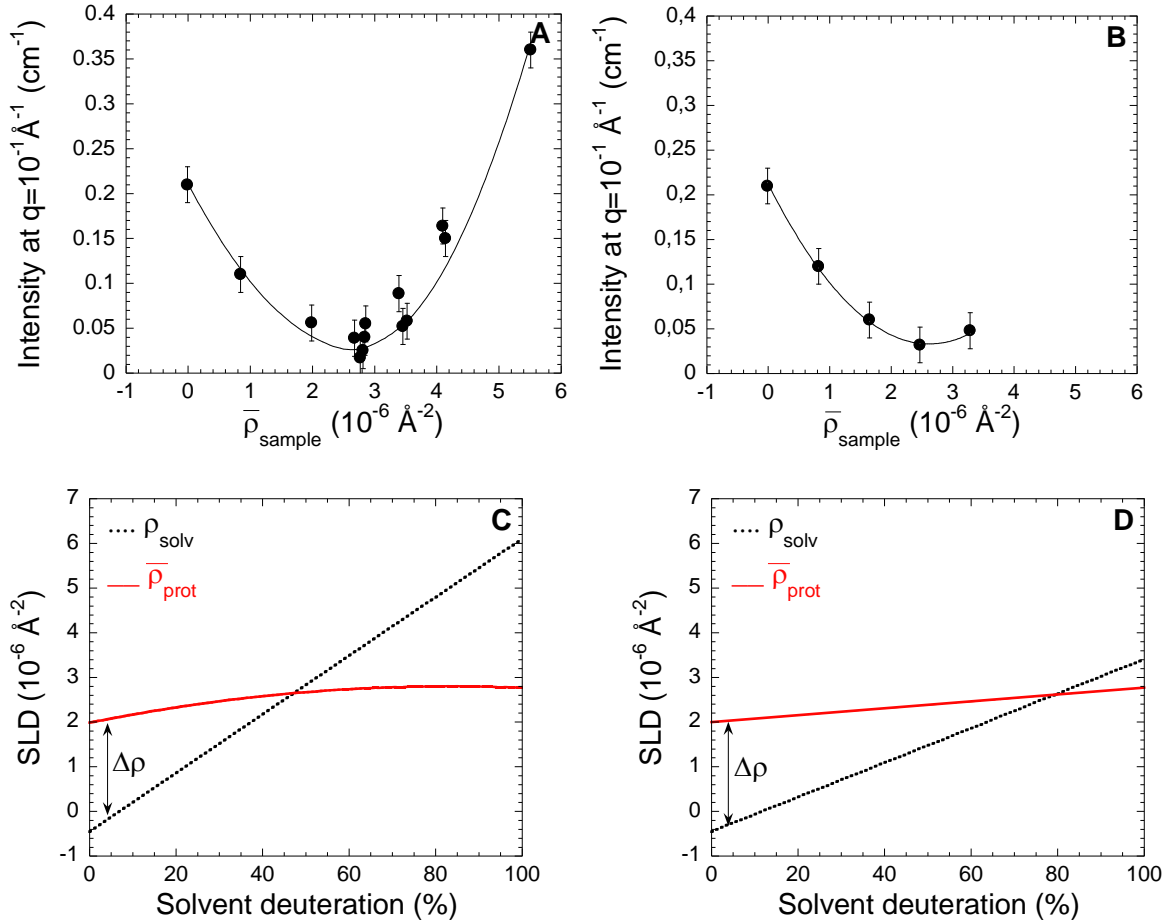 A
Intensity at q=10⁻¹ Å⁻¹ (cm⁻¹)
0.4
0.35
0.3
0.25
0.2
0.15
0.1
0.05
0
-1 0 1 2 3 4 5 6
ρ̅sample (10⁻⁶ Å⁻²)
B
Intensity at q=10⁻¹ Å⁻¹ (cm⁻¹)
0,4
0,35
0,3
0,25
0,2
0,15
0,1
0,05
0
-1 0 1 2 3 4 5 6
ρ̅sample (10⁻⁶ Å⁻²)
C
ρsolv
ρ̅prot
Δρ
SLD (10⁻⁶ Å⁻²)
7
6
5
4
3
2
1
0
-1
0 20 40 60 80 100
Solvent deuteration (%)
D
ρsolv
ρ̅prot
Δρ
SLD (10⁻⁶ Å⁻²)
7
6
5
4
3
2
1
0
-1
0 20 40 60 80 100
Solvent deuteration (%)